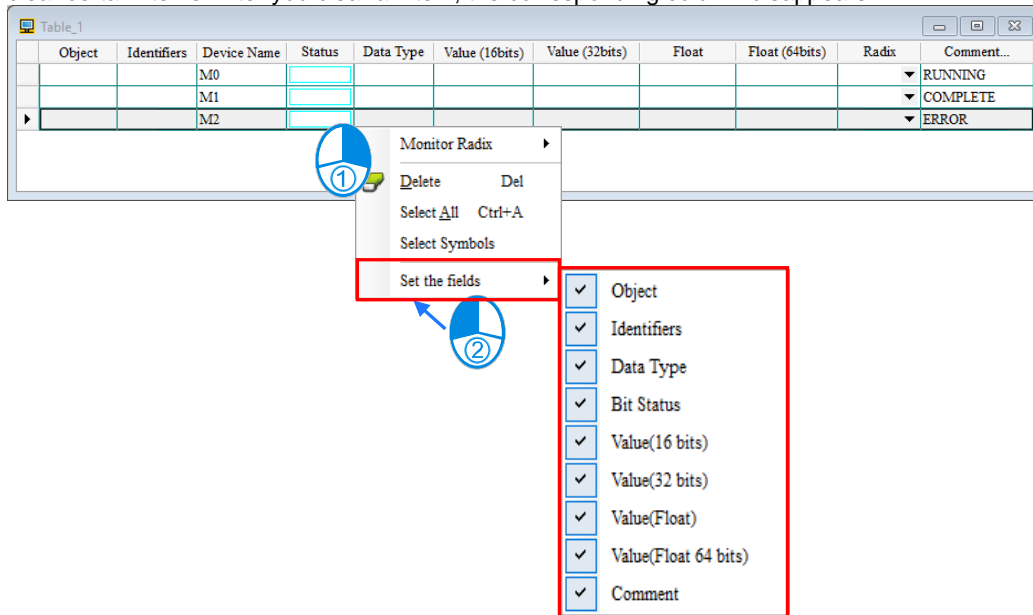 Table_1
Object Identifiers Device Name Status Data Type Value (16bits) Value (32bits) Float Float (64bits) Radix Comment...
M0 RUNNING
M1 COMPLETE
M2 ERROR
Monitor Radix
① Delete Del
Select All Ctrl+A
Select Symbols
Set the fields
②
Object
Identifiers
Data Type
Bit Status
Value(16 bits)
Value(32 bits)
Value(Float)
Value(Float 64 bits)
Comment